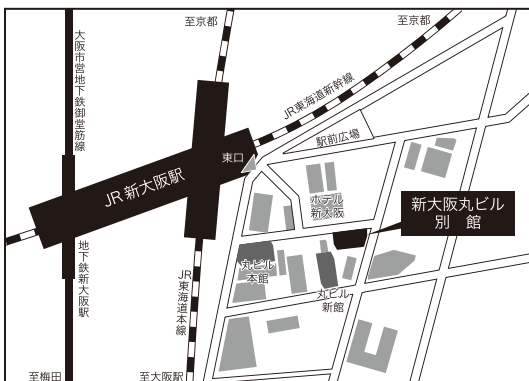 至京都
至京都
大阪市営地下鉄御堂筋線
JR東海道新幹線
駅前広場
東口
JR新大阪駅
ホテル
新大阪
新大阪丸ビル
別 館
丸ビル
本館
丸ビル
新館
地下鉄新大阪駅
JR東海道本線
至梅田
至大阪駅